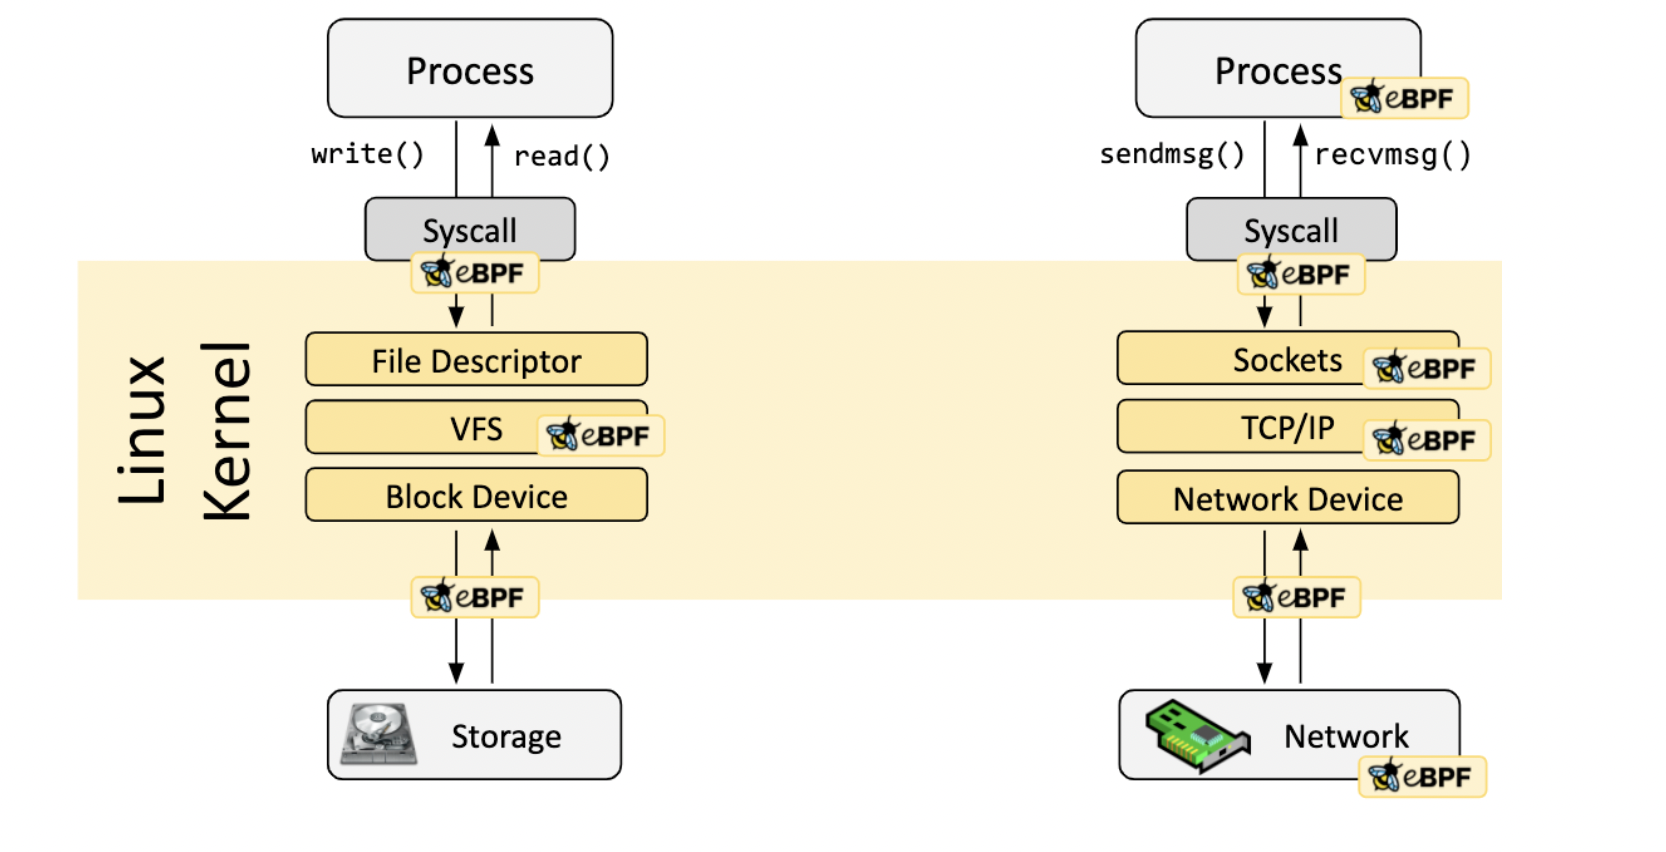 Process
Process
eBPF
write()
read()
sendmsg()
recvmsg()
Syscall
Syscall
eBPF
eBPF
Linux
Kernel
File Descriptor
Sockets
eBPF
VFS
eBPF
TCP/IP
eBPF
Block Device
Network Device
eBPF
eBPF
Storage
Network
eBPF